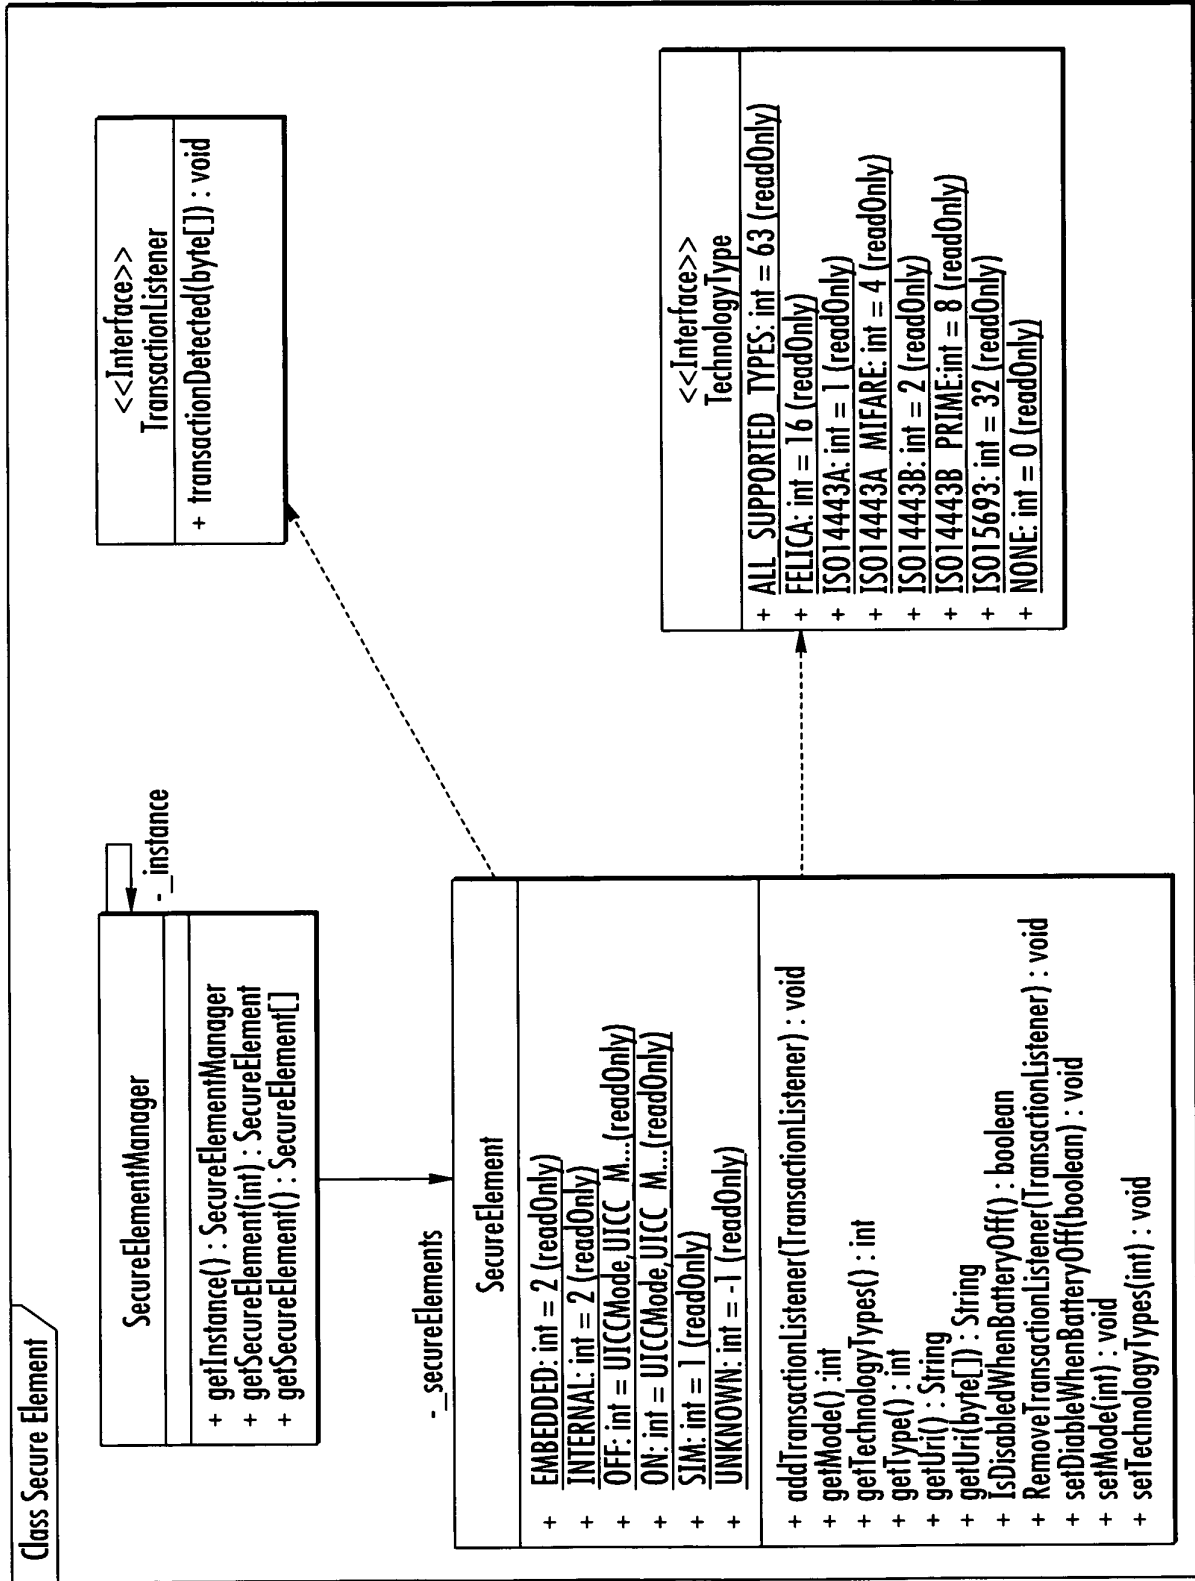 Class Secure Element
SecureElementManager
+ getInstance() : SecureElementManager
+ getSecureElement(int) : SecureElement
+ getSecureElement() : SecureElement[]
-_instance
<<Interface>>
TransactionListener
+ transactionDetected(byte[]) : void
-_secureElements
SecureElement
+ EMBEDDED: int = 2 (readOnly)
+ INTERNAL: int = 2 (readOnly)
+ OFF: int = UICCMode,UICC_M...(readOnly)
+ ON: int = UICCMode,UICC_M...(readOnly)
+ SIM: int = 1 (readOnly)
+ UNKNOWN: int = -1 (readOnly)
+ addTransactionListener(TransactionListener) : void
+ getMode() :int
+ getTechnologyTypes() : int
+ getType() : int
+ getUri() : String
+ getUri(byte[]) : String
+ IsDisabledWhenBatteryOff() : boolean
+ RemoveTransactionListener(TransactionListener) : void
+ setDiableWhenBatteryOff(boolean) : void
+ setMode(int) : void
+ setTechnologyTypes(int) : void
<<Interface>>
TechnologyType
+ ALL_SUPPORTED_TYPES: int = 63 (readOnly)
+ FELICA: int = 16 (readOnly)
+ ISO14443A: int = 1 (readOnly)
+ ISO14443A_MIFARE: int = 4 (readOnly)
+ ISO14443B: int = 2 (readOnly)
+ ISO14443B_PRIME:int = 8 (readOnly)
+ ISO15693: int = 32 (readOnly)
+ NONE: int = 0 (readOnly)